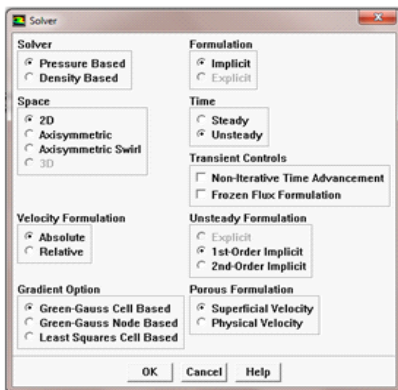 Solver
Solver
Pressure Based
Density Based
Formulation
Implicit
Explicit
Space
2D
Axisymmetric
Axisymmetric Swirl
3D
Time
Steady
Unsteady
Transient Controls
Non-Iterative Time Advancement
Frozen Flux Formulation
Velocity Formulation
Absolute
Relative
Unsteady Formulation
Explicit
1st-Order Implicit
2nd-Order Implicit
Gradient Option
Green-Gauss Cell Based
Green-Gauss Node Based
Least Squares Cell Based
Porous Formulation
Superficial Velocity
Physical Velocity
OK Cancel Help